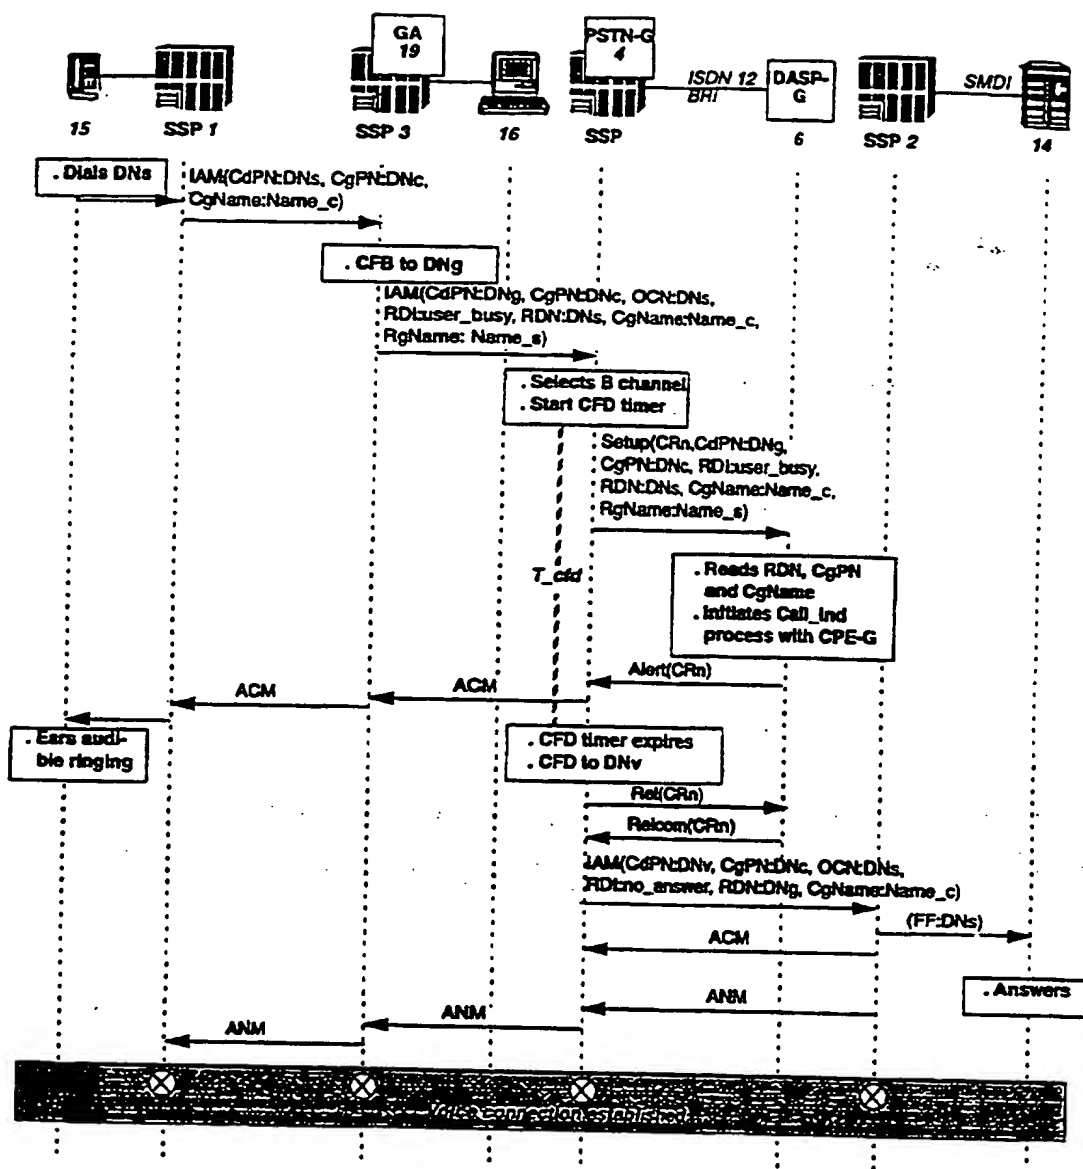 GA
19
PSTN-G
4
ISDN 12
BRI
DASP-
G
SMDI
15
SSP 1
SSP 3
16
SSP
6
SSP 2
14
. Dials DNs
IAM(CdPN:DNs, CgPN:DNc,
CgName:Name_c)
. CFB to DNg
IAM(CdPN:DNg, CgPN:DNc, OCN:DNs,
RDI:user_busy, RDN:DNs, CgName:Name_c,
RgName: Name_s)
. Selects B channel
. Start CFD timer
Setup(CRn,CdPN:DNg,
CgPN:DNc, RDI:user_busy,
RDN:DNs, CgName:Name_c,
RgName:Name_s)
T_cfd
. Reads RDN, CgPN
and CgName
. Initiates Call_Ind
process with CPE-G
Alert(CRn)
ACM
ACM
. Ears audi-
ble ringing
. CFD timer expires
. CFD to DNv
Rel(CRn)
Relcom(CRn)
IAM(CdPN:DNv, CgPN:DNc, OCN:DNs,
RDI:no_answer, RDN:DNg, CgName:Name_c)
(FF:DNs)
ACM
. Answers
ANM
ANM
ANM
Voice connection established